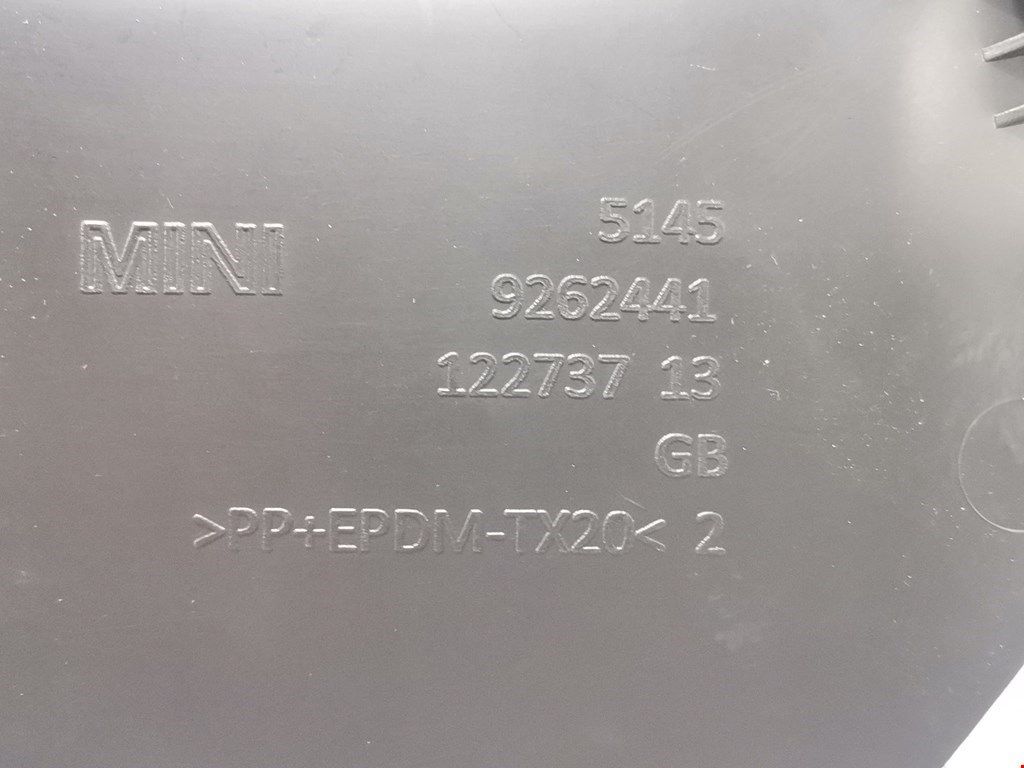 MINI
5145
9262441
122737 13
GB
>PP+EPDM-TX20< 2